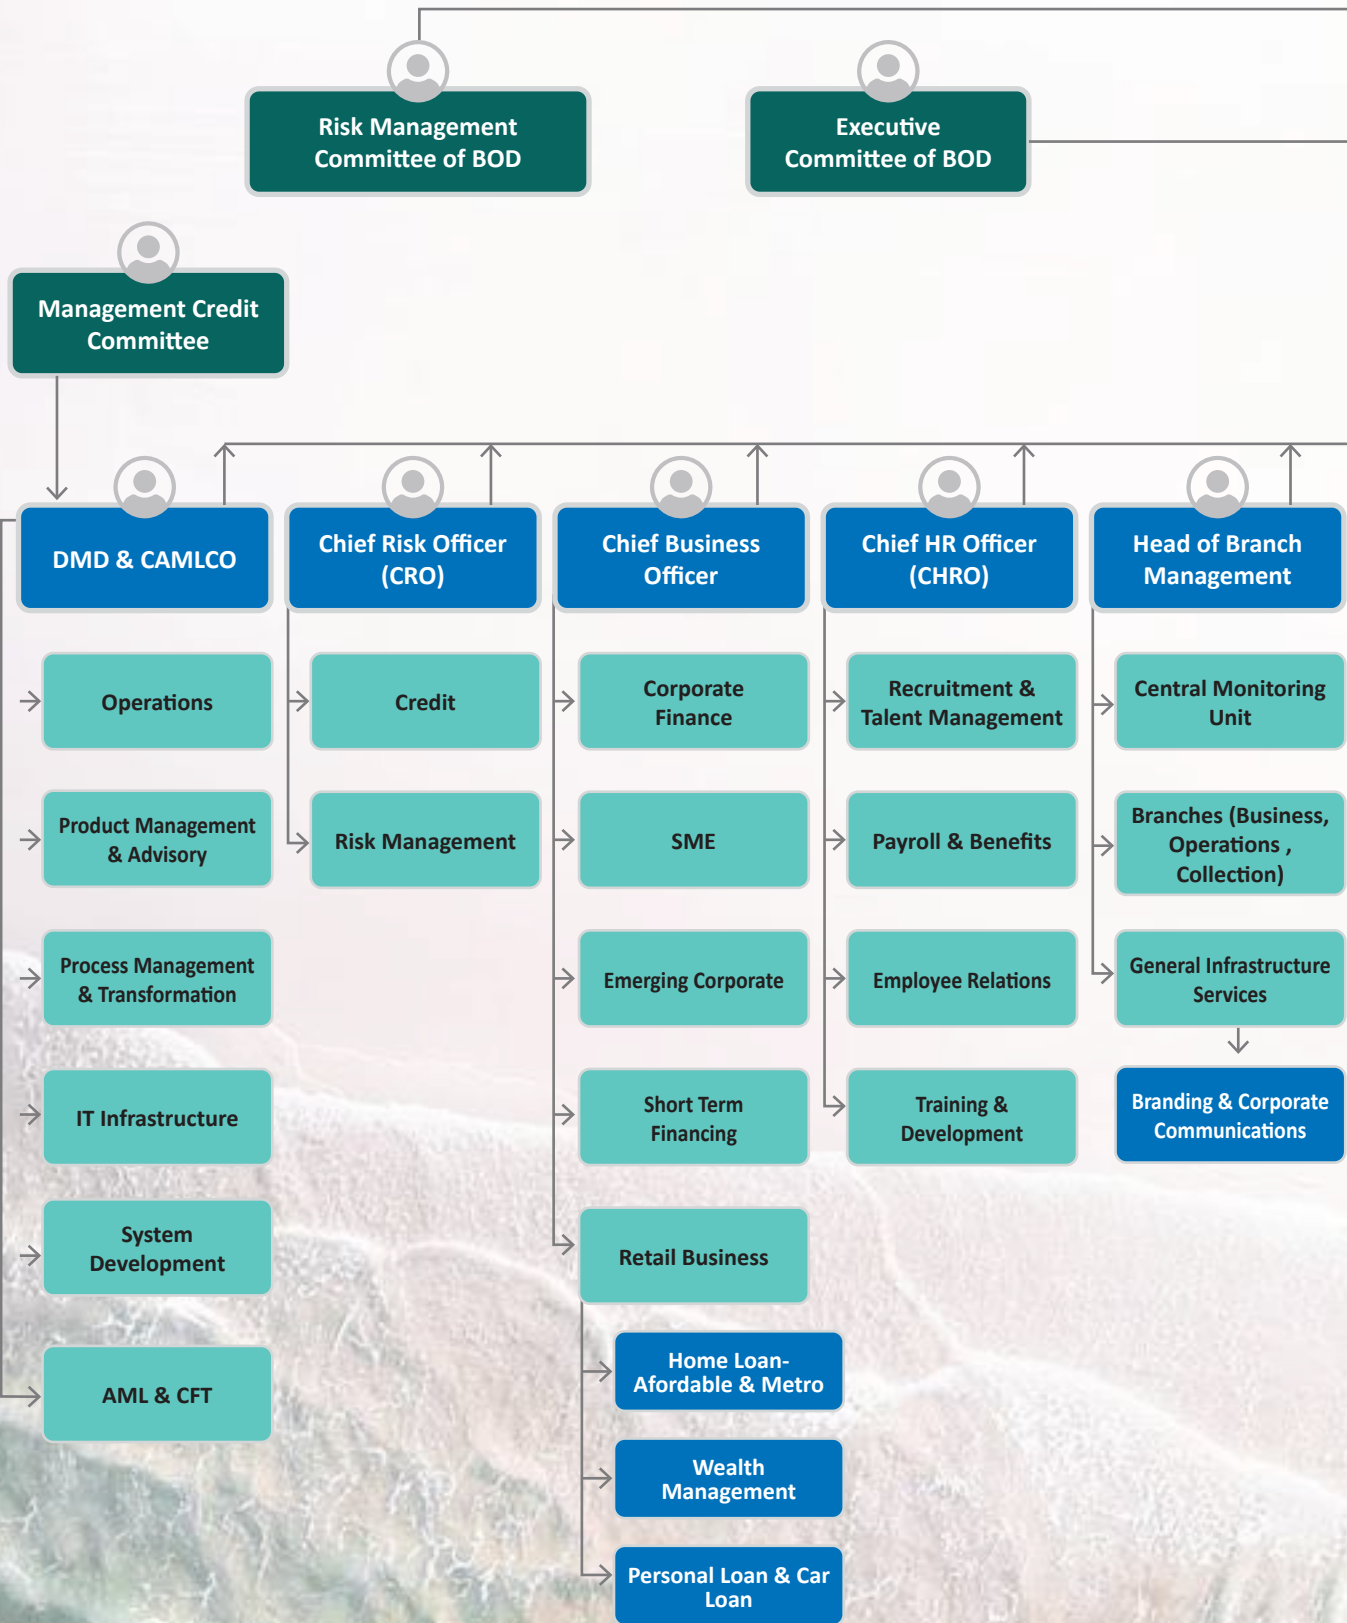 Risk Management
Committee of BOD
Executive
Committee of BOD
Management Credit
Committee
DMD & CAMLCO
Chief Risk Officer
(CRO)
Chief Business
Officer
Chief HR Officer
(CHRO)
Head of Branch
Management
Operations
Product Management
& Advisory
Process Management
& Transformation
IT Infrastructure
System
Development
AML & CFT
Credit
Risk Management
Corporate
Finance
SME
Emerging Corporate
Short Term
Financing
Retail Business
Home Loan-
Afordable & Metro
Wealth
Management
Personal Loan & Car
Loan
Recruitment &
Talent Management
Payroll & Benefits
Employee Relations
Training &
Development
Central Monitoring
Unit
Branches (Business,
Operations ,
Collection)
General Infrastructure
Services
Branding & Corporate
Communications